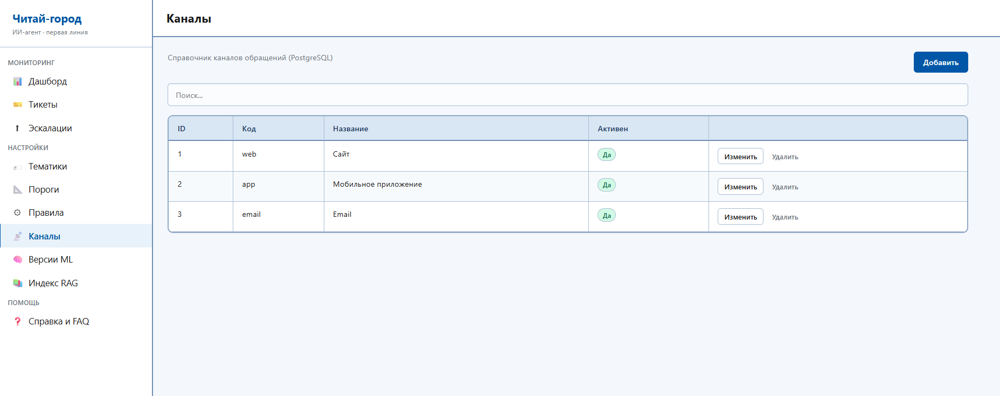 Читай-город
ИИ-агент · первая линия
МОНИТОРИНГ
Дашборд
Тикеты
Эскалации
НАСТРОЙКИ
Тематики
Пороги
Правила
Каналы
Версии ML
Индекс RAG
ПОМОЩЬ
Справка и FAQ
Каналы
Справочник каналов обращений (PostgreSQL)
Добавить
Поиск...
ID Код Название Активен
1 web Сайт Да Изменить Удалить
2 app Мобильное приложение Да Изменить Удалить
3 email Email Да Изменить Удалить